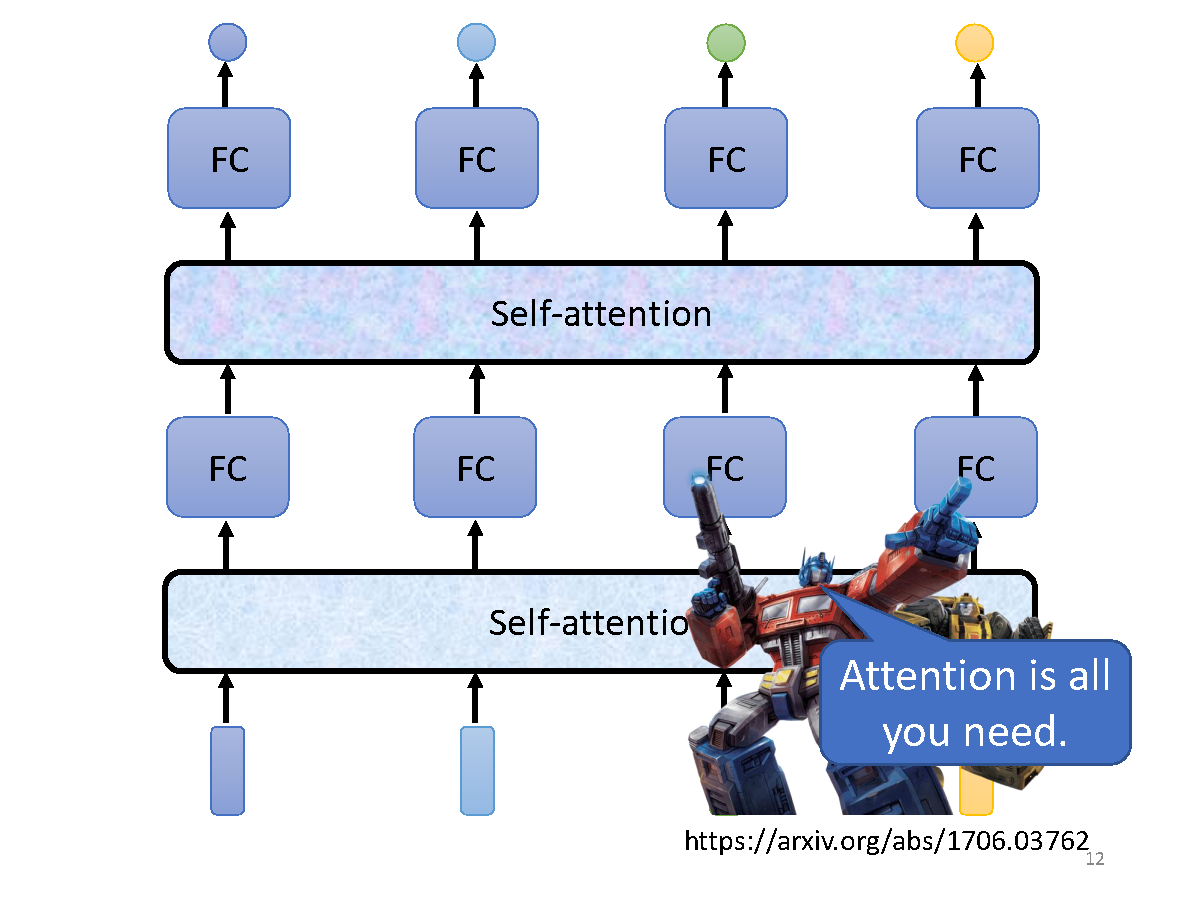 FC FC FC FC
Self-attention
FC FC FC FC
Self-attentio
Attention is all
you need.
https://arxiv.org/abs/1706.03762
12